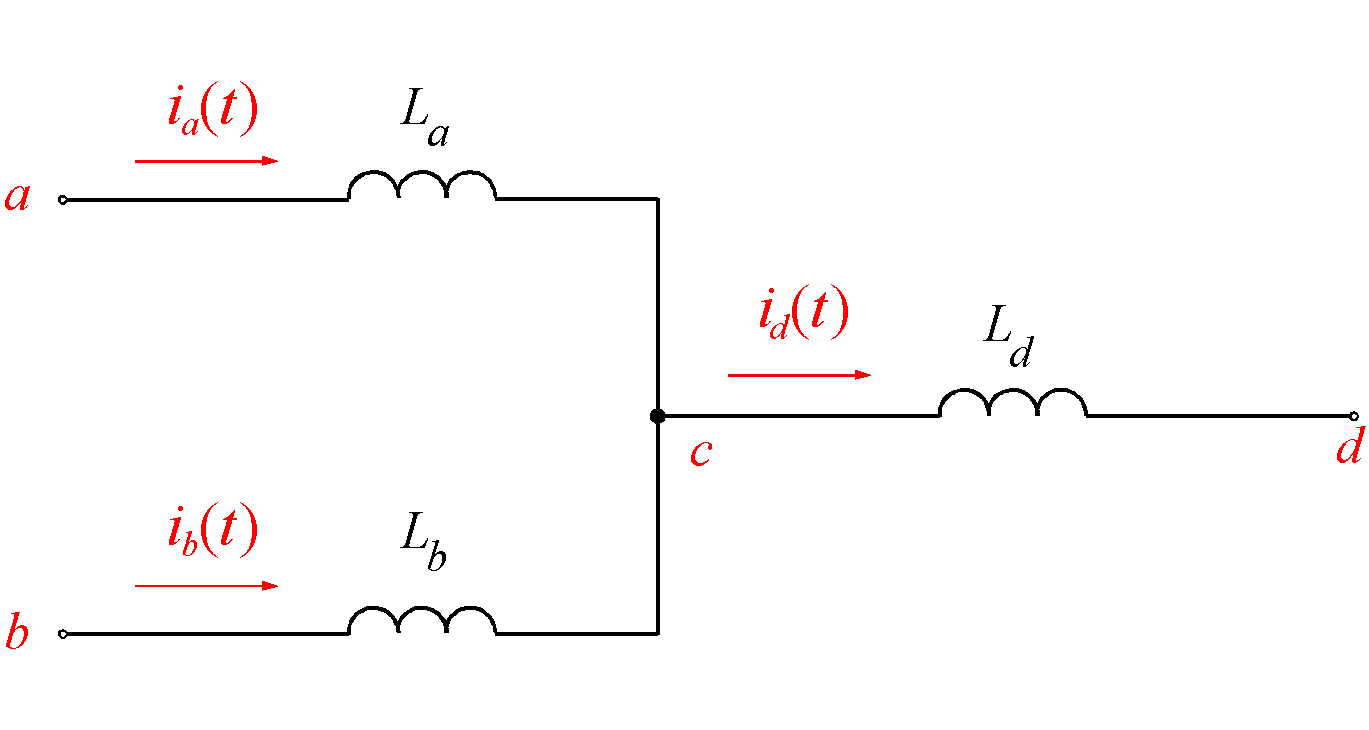 i_a(t)
L_a
a
i_d(t)
L_d
c
d
i_b(t)
L_b
b